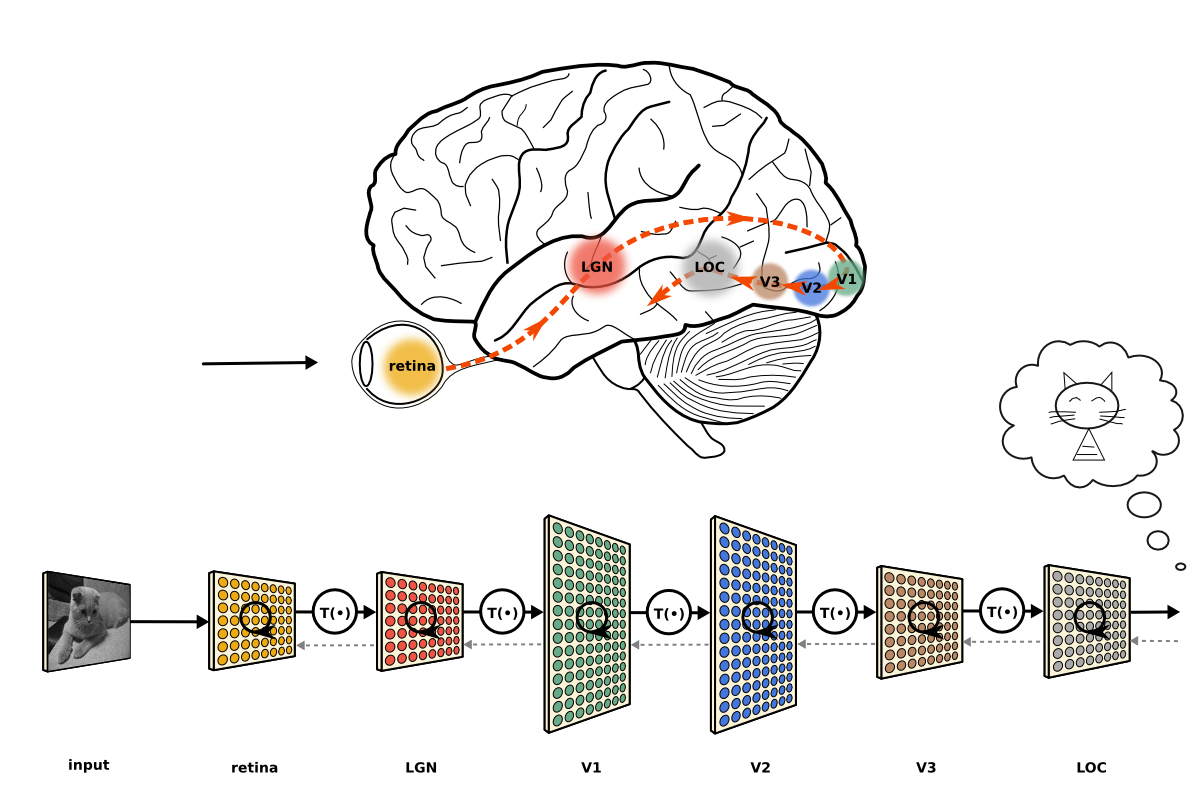 LGN
LOC
V3
V2
V1
retina
T(•)
T(•)
T(•)
T(•)
T(•)
input
retina
LGN
V1
V2
V3
LOC